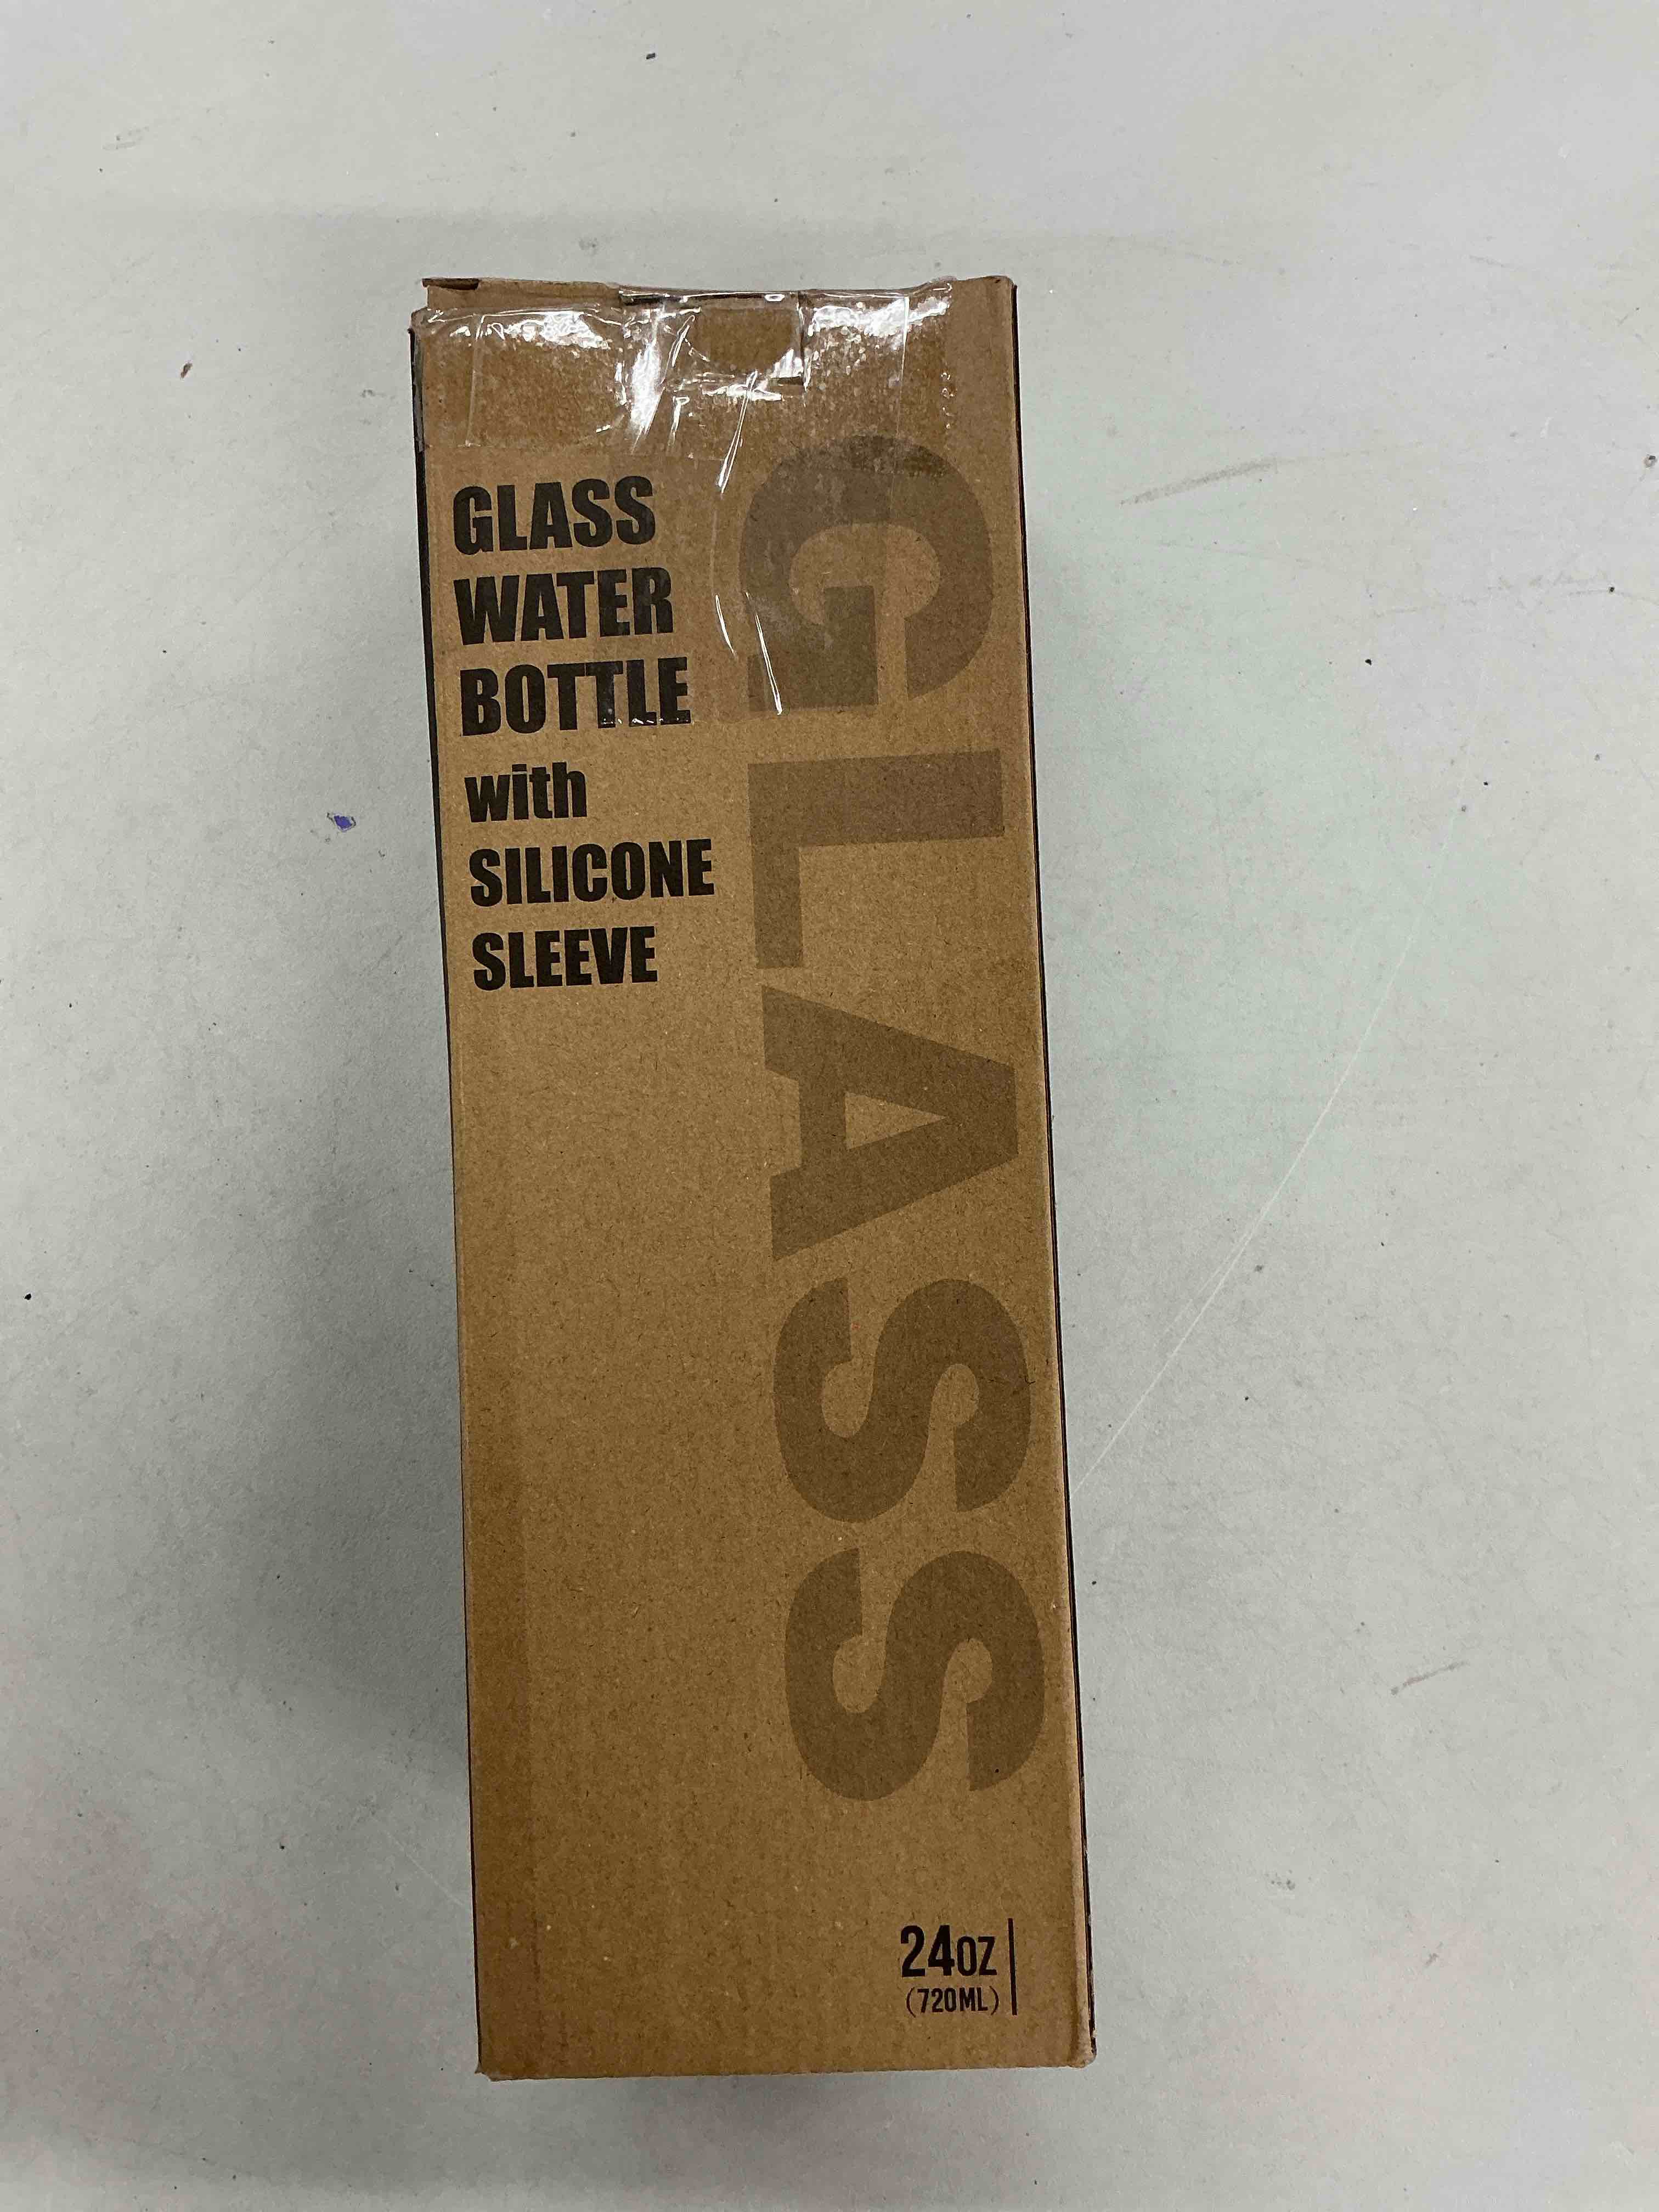 GLASS
WATER
BOTTLE
with
SILICONE
SLEEVE
GLASS
24OZ
(720ML)